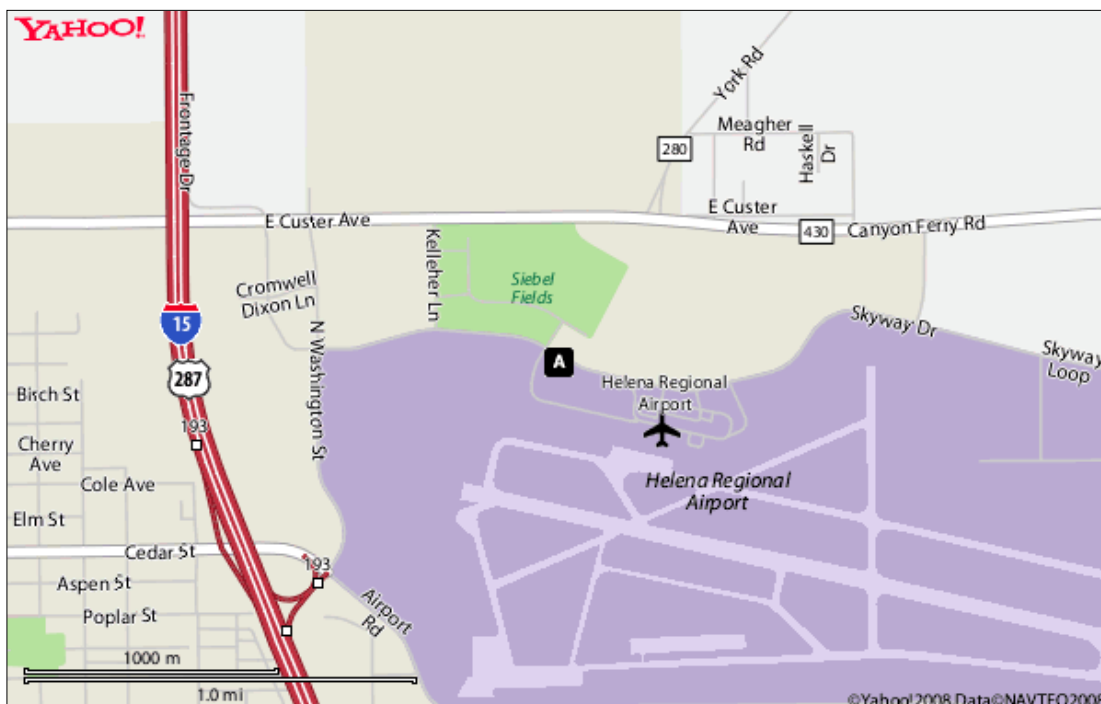 YAHOO!
Frontage Dr
York Rd
Meagher
Rd
Haskell
Dr
280
E Custer Ave
E Custer
Ave
430
Canyon Ferry Rd
Kelleher Ln
Siebel
Fields
Cromwell
Dixon Ln
N Washington St
15
287
193
A
Helena Regional
Airport
Skyway Dr
Skyway
Loop
Bisch St
Cherry
Ave
Cole Ave
Elm St
Helena Regional
Airport
Cedar St
193
Aspen St
Poplar St
Airport
Rd
1000 m
1.0 mi
©Yahoo!2008 Data©NAVTEQ2008